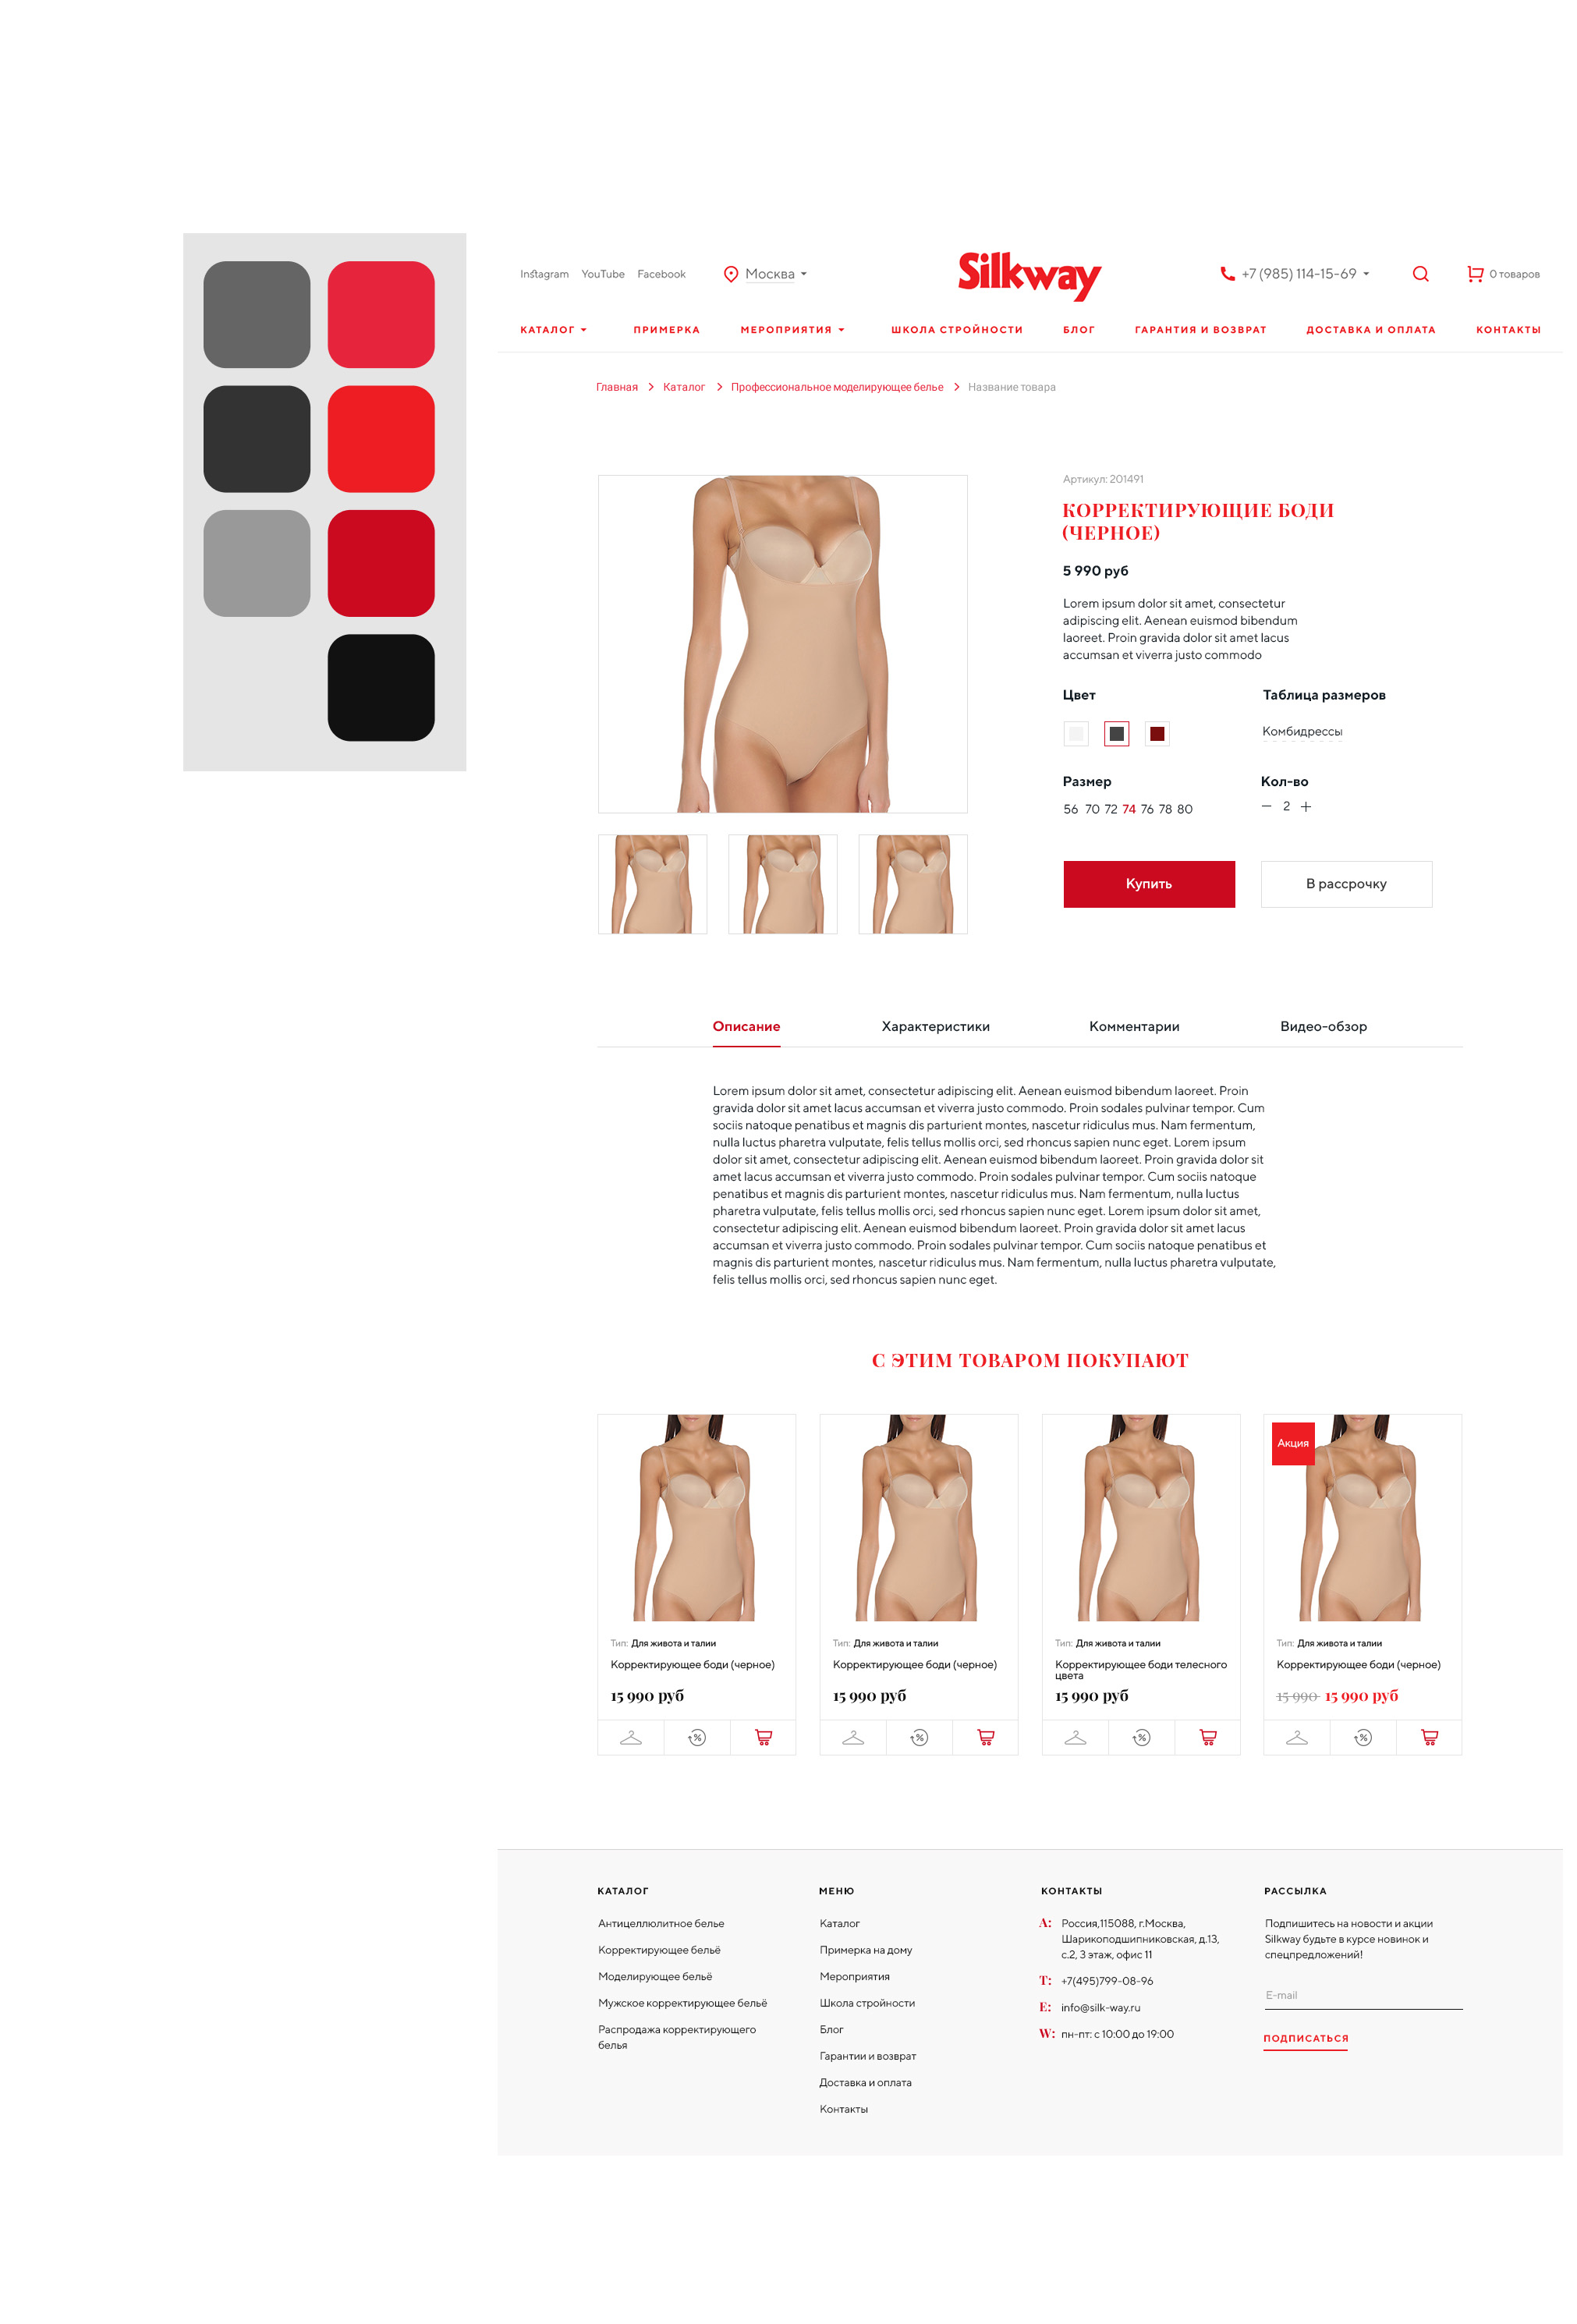 Instagram YouTube Facebook
Москва
Silkway
+7 (985) 114-15-69
0 товаров
КАТАЛОГ
ПРИМЕРКА
МЕРОПРИЯТИЯ
ШКОЛА СТРОЙНОСТИ
БЛОГ
ГАРАНТИЯ И ВОЗВРАТ
ДОСТАВКА И ОПЛАТА
КОНТАКТЫ
Главная > Каталог > Профессиональное моделирующее белье > Название товара
Артикул: 201491
КОРРЕКТИРУЮЩИЕ БОДИ
(ЧЕРНОЕ)
5 990 руб
Lorem ipsum dolor sit amet, consectetur
adipiscing elit. Aenean euismod bibendum
laoreet. Proin gravida dolor sit amet lacus
accumsan et viverra justo commodo
Цвет
Таблица размеров
Комбидрессы
Размер
56 70 72 74 76 78 80
Кол-во
2
Купить
В рассрочку
Описание
Характеристики
Комментарии
Видео-обзор
Lorem ipsum dolor sit amet, consectetur adipiscing elit. Aenean euismod bibendum laoreet. Proin
gravida dolor sit amet lacus accumsan et viverra justo commodo. Proin sodales pulvinar tempor. Cum
sociis natoque penatibus et magnis dis parturient montes, nascetur ridiculus mus. Nam fermentum,
nulla luctus pharetra vulputate, felis tellus mollis orci, sed rhoncus sapien nunc eget. Lorem ipsum
dolor sit amet, consectetur adipiscing elit. Aenean euismod bibendum laoreet. Proin gravida dolor sit
amet lacus accumsan et viverra justo commodo. Proin sodales pulvinar tempor. Cum sociis natoque
penatibus et magnis dis parturient montes, nascetur ridiculus mus. Nam fermentum, nulla luctus
pharetra vulputate, felis tellus mollis orci, sed rhoncus sapien nunc eget. Lorem ipsum dolor sit amet,
consectetur adipiscing elit. Aenean euismod bibendum laoreet. Proin gravida dolor sit amet lacus
accumsan et viverra justo commodo. Proin sodales pulvinar tempor. Cum sociis natoque penatibus et
magnis dis parturient montes, nascetur ridiculus mus. Nam fermentum, nulla luctus pharetra vulputate,
felis tellus mollis orci, sed rhoncus sapien nunc eget.
С ЭТИМ ТОВАРОМ ПОКУПАЮТ
Тип: Для живота и талии
Корректирующее боди (черное)
15 990 руб
%
Тип: Для живота и талии
Корректирующее боди (черное)
15 990 руб
%
Тип: Для живота и талии
Корректирующее боди телесного
цвета
15 990 руб
%
Акция
Тип: Для живота и талии
Корректирующее боди (черное)
15 990 15 990 руб
%
КАТАЛОГ
Антицеллюлитное белье
Корректирующее бельё
Моделирующее бельё
Мужское корректирующее бельё
Распродажа корректирующего
белья
МЕНЮ
Каталог
Примерка на дому
Мероприятия
Школа стройности
Блог
Гарантии и возврат
Доставка и оплата
Контакты
КОНТАКТЫ
A: Россия,115088, г.Москва,
Шарикоподшипниковская, д.13,
с.2, 3 этаж, офис 11
T: +7(495)799-08-96
E: info@silk-way.ru
W: пн-пт: с 10:00 до 19:00
РАССЫЛКА
Подпишитесь на новости и акции
Silkway будьте в курсе новинок и
спецпредложений!
E-mail
ПОДПИСАТЬСЯ